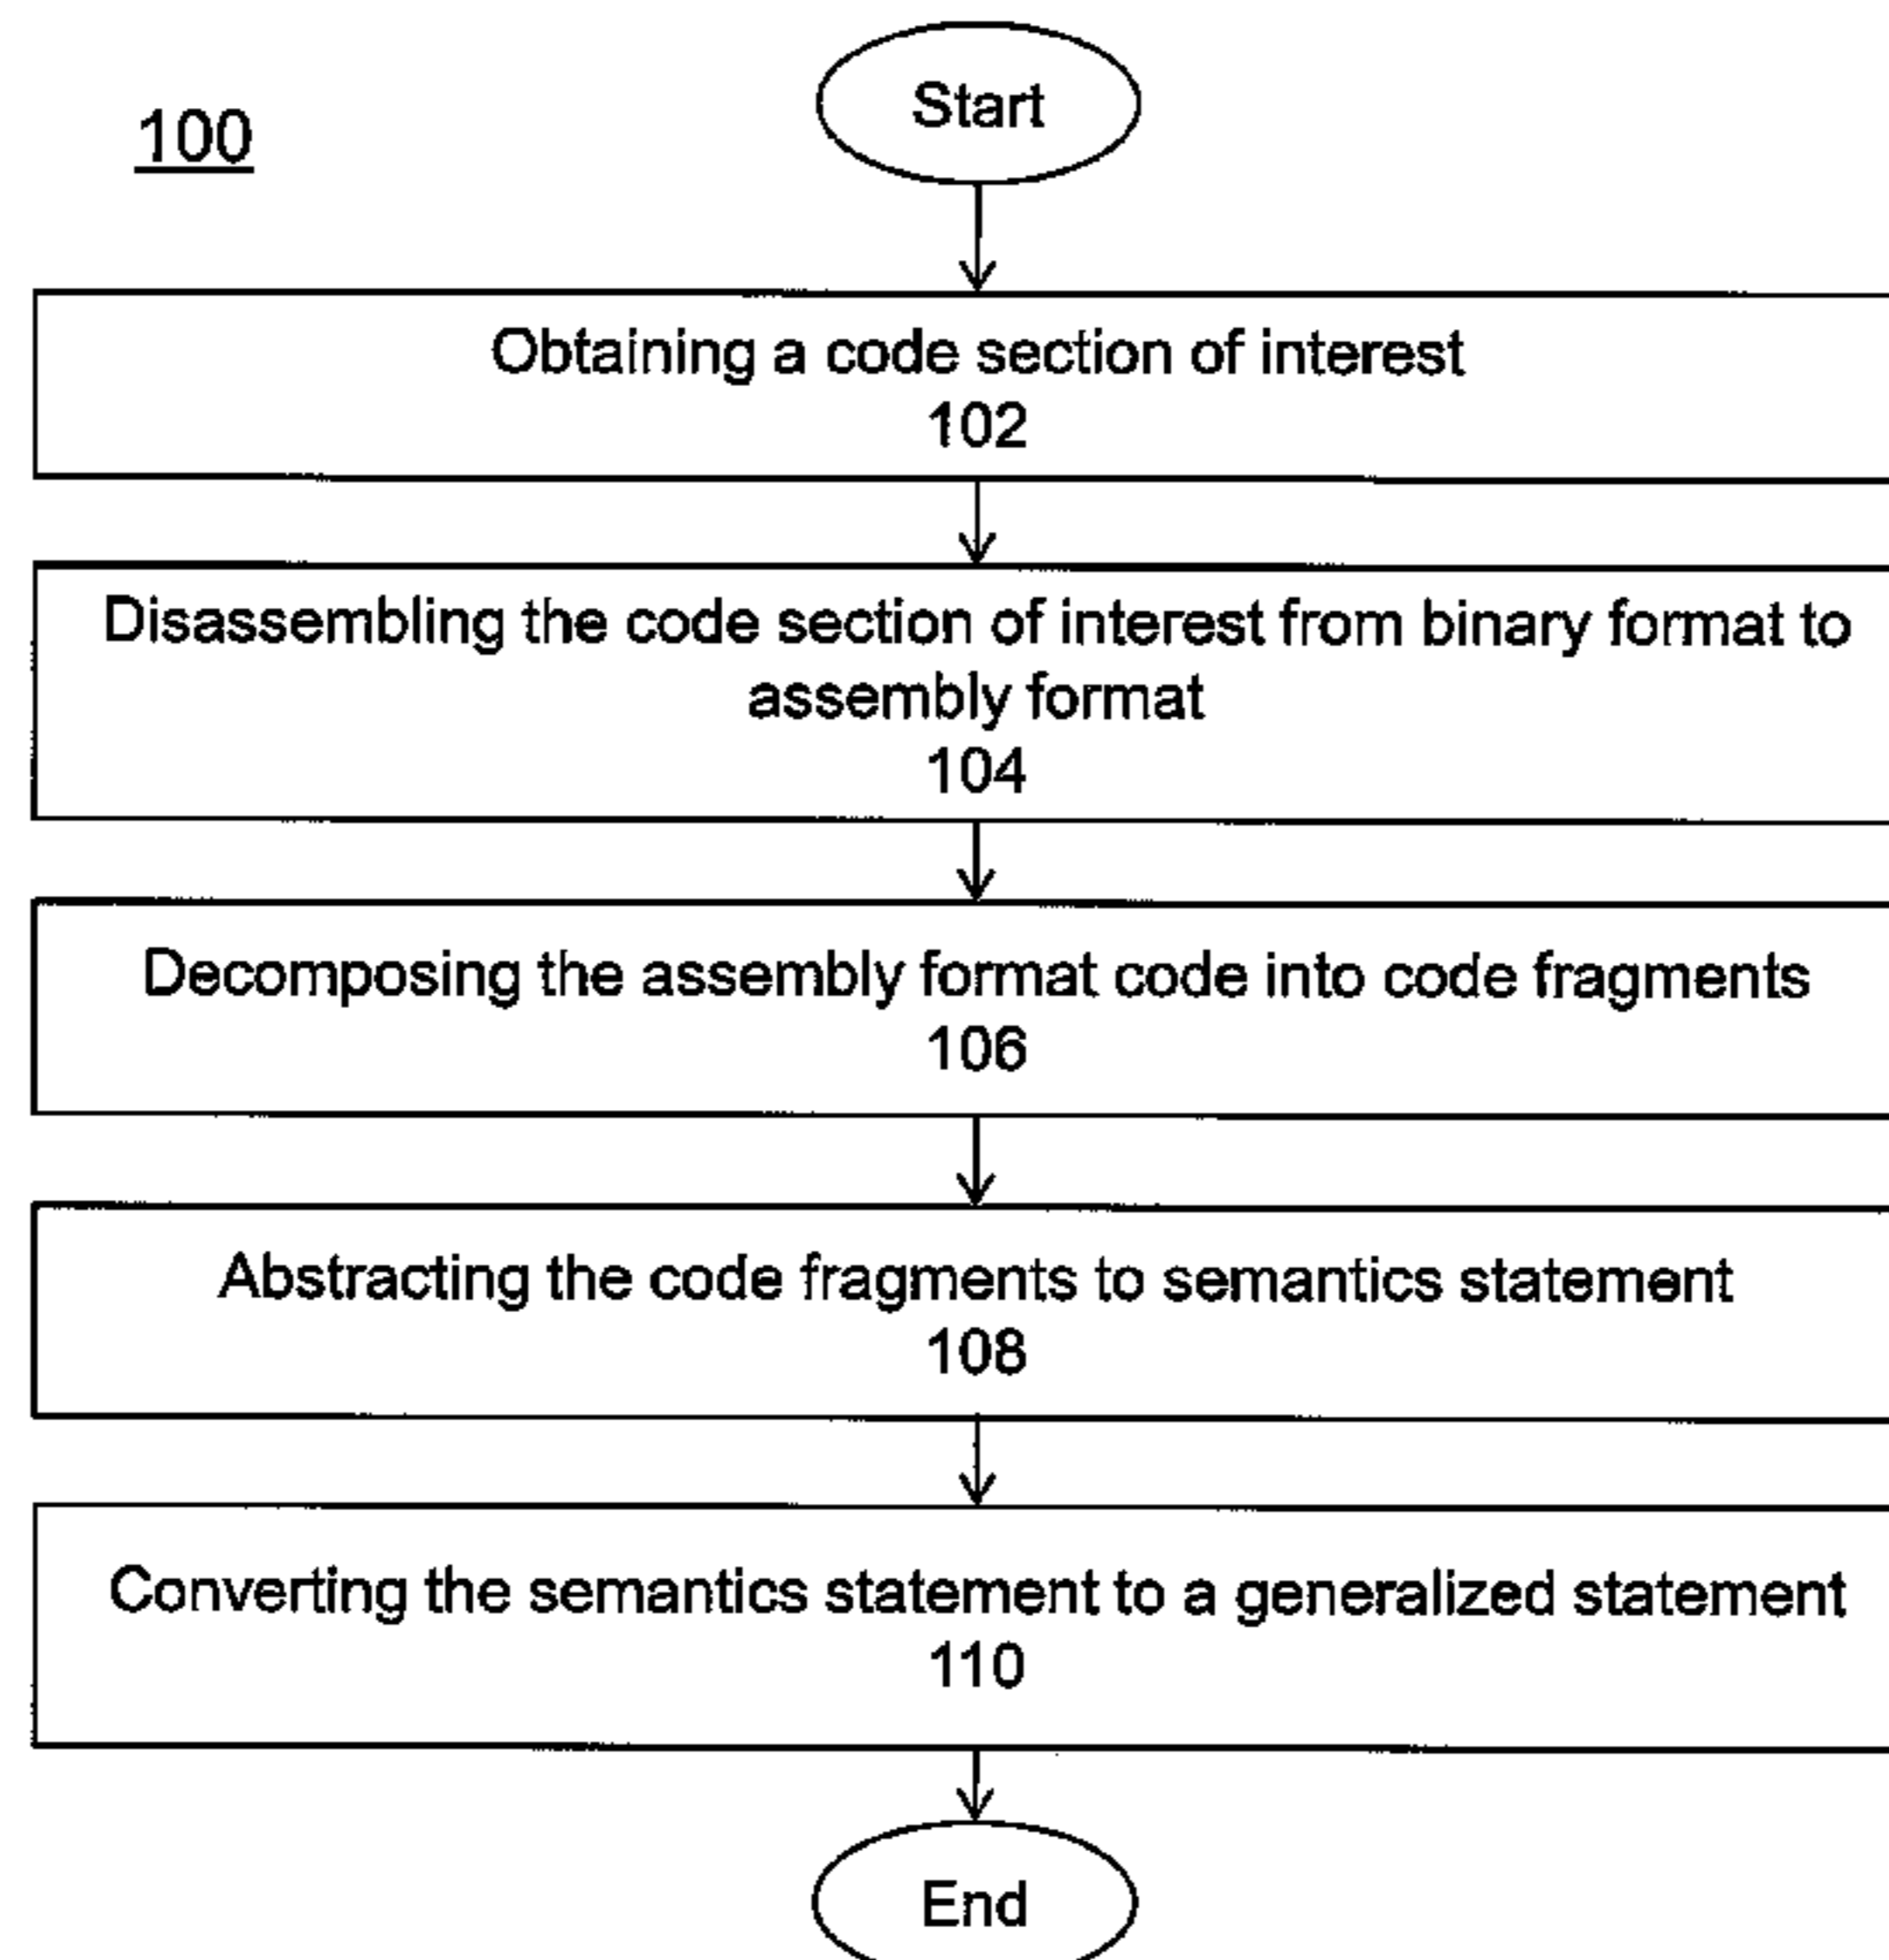 100
Start
Obtaining a code section of interest
102
Disassembling the code section of interest from binary format to
assembly format
104
Decomposing the assembly format code into code fragments
106
Abstracting the code fragments to semantics statement
108
Converting the semantics statement to a generalized statement
110
End